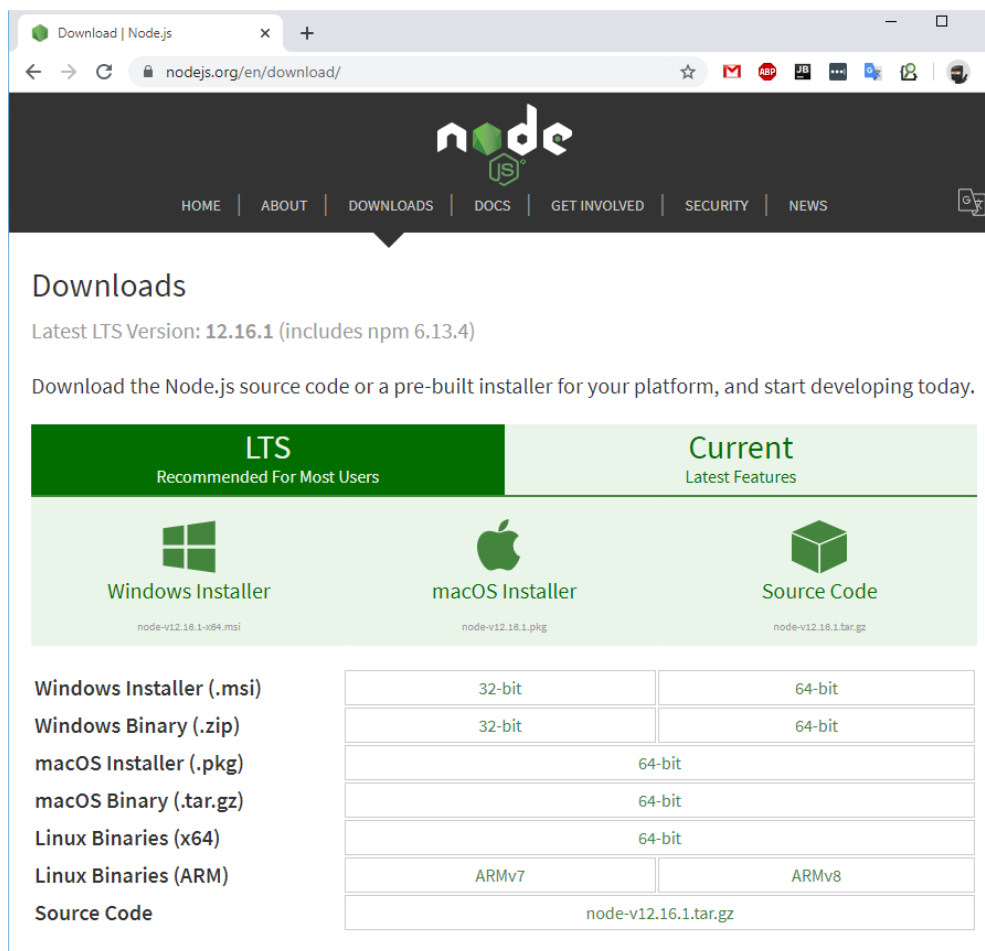 Download | Node.js
nodejs.org/en/download/
node
JS
HOME ABOUT DOWNLOADS DOCS GET INVOLVED SECURITY NEWS
Downloads
Latest LTS Version: 12.16.1 (includes npm 6.13.4)
Download the Node.js source code or a pre-built installer for your platform, and start developing today.
LTS Current
Recommended For Most Users Latest Features
Windows Installer macOS Installer Source Code
node-v12.16.1-x64.msi node-v12.16.1.pkg node-v12.16.1.tar.gz
Windows Installer (.msi) 32-bit 64-bit
Windows Binary (.zip) 32-bit 64-bit
macOS Installer (.pkg) 64-bit
macOS Binary (.tar.gz) 64-bit
Linux Binaries (x64) 64-bit
Linux Binaries (ARM) ARMv7 ARMv8
Source Code node-v12.16.1.tar.gz